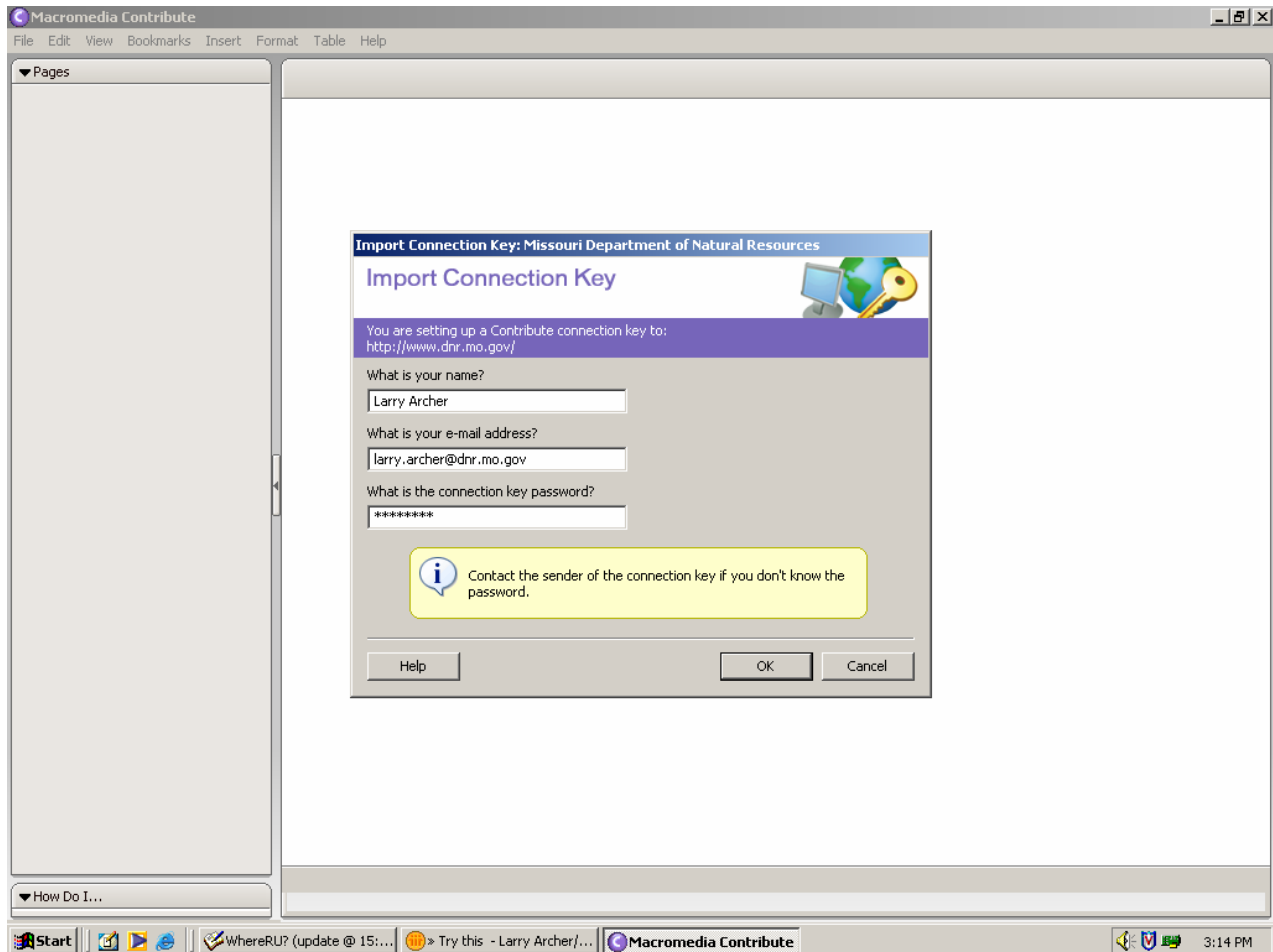 Macromedia Contribute
File Edit View Bookmarks Insert Format Table Help
Pages
Import Connection Key: Missouri Department of Natural Resources
Import Connection Key
You are setting up a Contribute connection key to:
http://www.dnr.mo.gov/
What is your name?
Larry Archer
What is your e-mail address?
larry.archer@dnr.mo.gov
What is the connection key password?
********
i
Contact the sender of the connection key if you don't know the
password.
Help OK Cancel
How Do I...
Start WhereRU? (update @ 15:... » Try this - Larry Archer/... Macromedia Contribute 3:14 PM